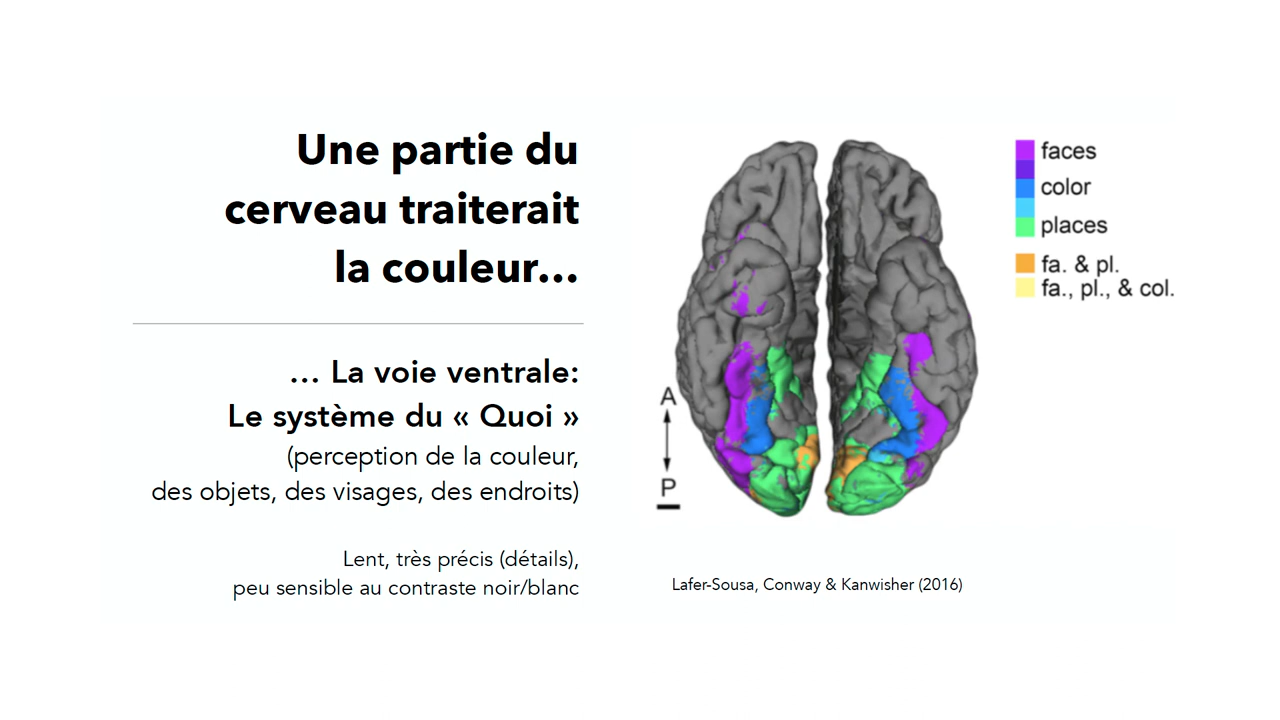 Une partie du
cerveau traiterait
la couleur...
... La voie ventrale:
Le système du « Quoi »
(perception de la couleur,
des objets, des visages, des endroits)
Lent, très précis (détails),
peu sensible au contraste noir/blanc
A
P
faces
color
places
fa. & pl.
fa., pl., & col.
Lafer-Sousa, Conway & Kanwisher (2016)